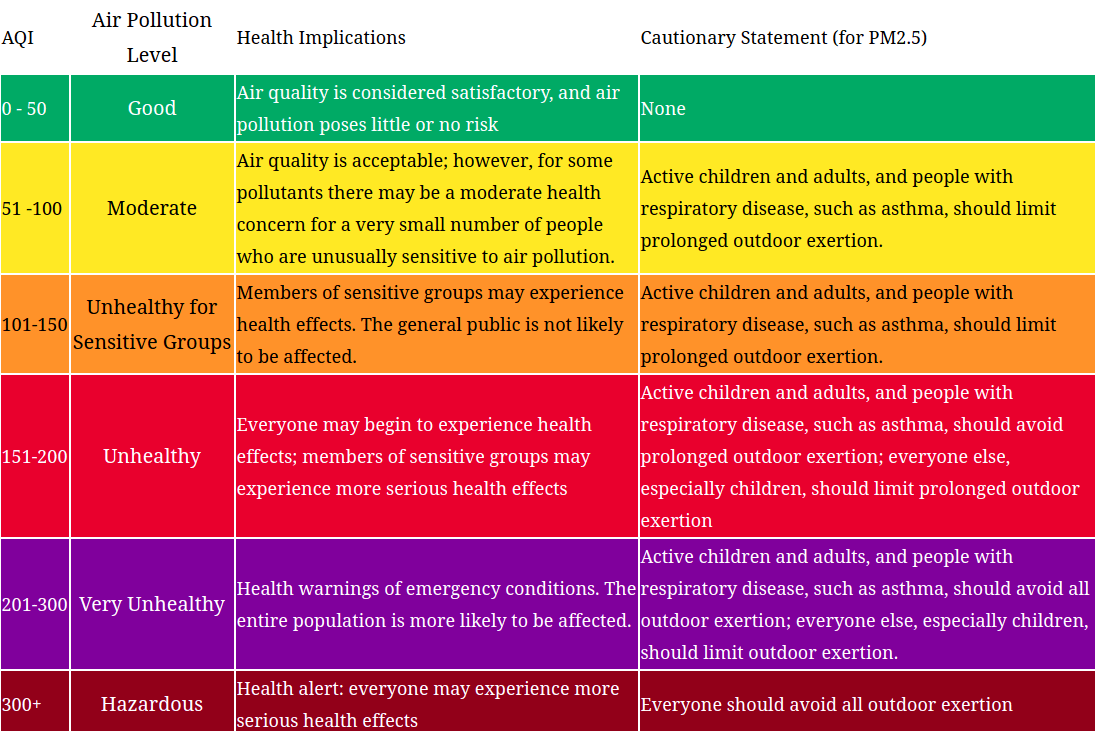 AQI
Air Pollution
Level
Health Implications
Cautionary Statement (for PM2.5)
0 - 50
Good
Air quality is considered satisfactory, and air
pollution poses little or no risk
None
51 -100
Moderate
Air quality is acceptable; however, for some
pollutants there may be a moderate health
concern for a very small number of people
who are unusually sensitive to air pollution.
Active children and adults, and people with
respiratory disease, such as asthma, should limit
prolonged outdoor exertion.
101-150
Unhealthy for
Sensitive Groups
Members of sensitive groups may experience
health effects. The general public is not likely
to be affected.
Active children and adults, and people with
respiratory disease, such as asthma, should limit
prolonged outdoor exertion.
151-200
Unhealthy
Everyone may begin to experience health
effects; members of sensitive groups may
experience more serious health effects
Active children and adults, and people with
respiratory disease, such as asthma, should avoid
prolonged outdoor exertion; everyone else,
especially children, should limit prolonged outdoor
exertion
201-300
Very Unhealthy
Health warnings of emergency conditions. The
entire population is more likely to be affected.
Active children and adults, and people with
respiratory disease, such as asthma, should avoid all
outdoor exertion; everyone else, especially children,
should limit outdoor exertion.
300+
Hazardous
Health alert: everyone may experience more
serious health effects
Everyone should avoid all outdoor exertion